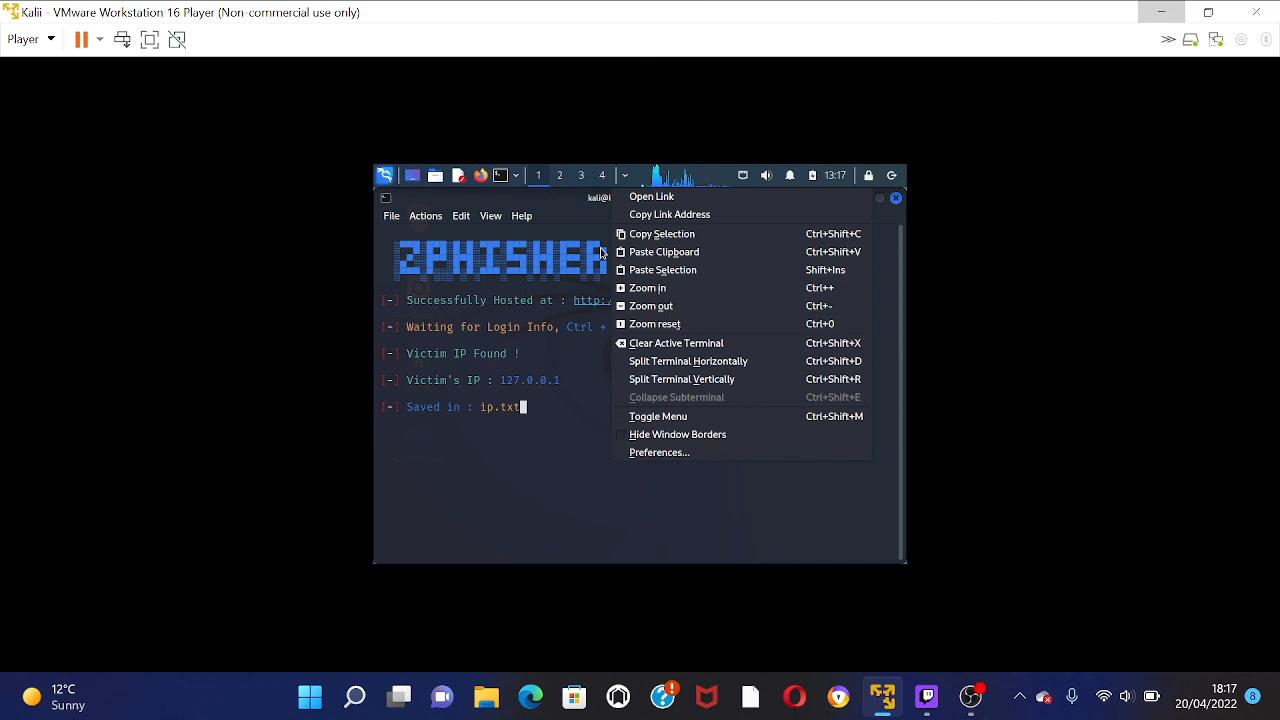 Kalii - VMware Workstation 16 Player (Non-commercial use only)
Player
1 2 3 4 13:17
kali@
File Actions Edit View Help
ZPHISHER
[-] Successfully Hosted at : http:/
[-] Waiting for Login Info, Ctrl +
[-] Victim IP Found !
[-] Victim's IP : 127.0.0.1
[-] Saved in : ip.txt
Open Link
Copy Link Address
Copy Selection Ctrl+Shift+C
Paste Clipboard Ctrl+Shift+V
Paste Selection Shift+Ins
Zoom in Ctrl++
Zoom out Ctrl+-
Zoom reset Ctrl+0
Clear Active Terminal Ctrl+Shift+X
Split Terminal Horizontally Ctrl+Shift+D
Split Terminal Vertically Ctrl+Shift+R
Collapse Subterminal Ctrl+Shift+E
Toggle Menu Ctrl+Shift+M
Hide Window Borders
Preferences...
12°C
Sunny
18:17
20/04/2022
8